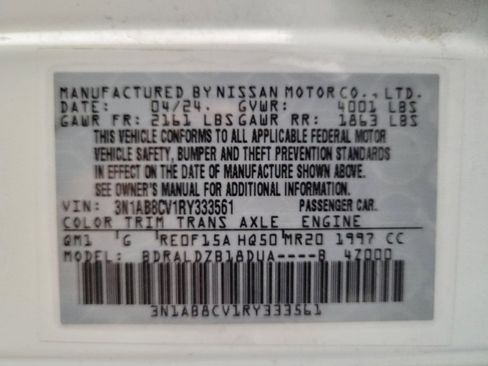 MANUFACTURED BY NISSAN MOTOR CO., LTD.
DATE: 04/24. GVWR: 4001 LBS
GAWR FR: 2161 LBS GAWR RR: 1863 LBS
THIS VEHICLE CONFORMS TO ALL APPLICABLE FEDERAL MOTOR
VEHICLE SAFETY, BUMPER AND THEFT PREVENTION STANDARDS
IN EFFECT ON THE DATE OF MANUFACTURE SHOWN ABOVE.
SEE OWNER'S MANUAL FOR ADDITIONAL INFORMATION.
VIN: 3N1AB8CV1RY333561 PASSENGER CAR.
COLOR TRIM TRANS AXLE ENGINE
QM1 G RE0F15A HQ50 MR20 1997 CC
MODEL: BDRALDZB18DUA----B 4Z000
3N1AB8CV1RY333561